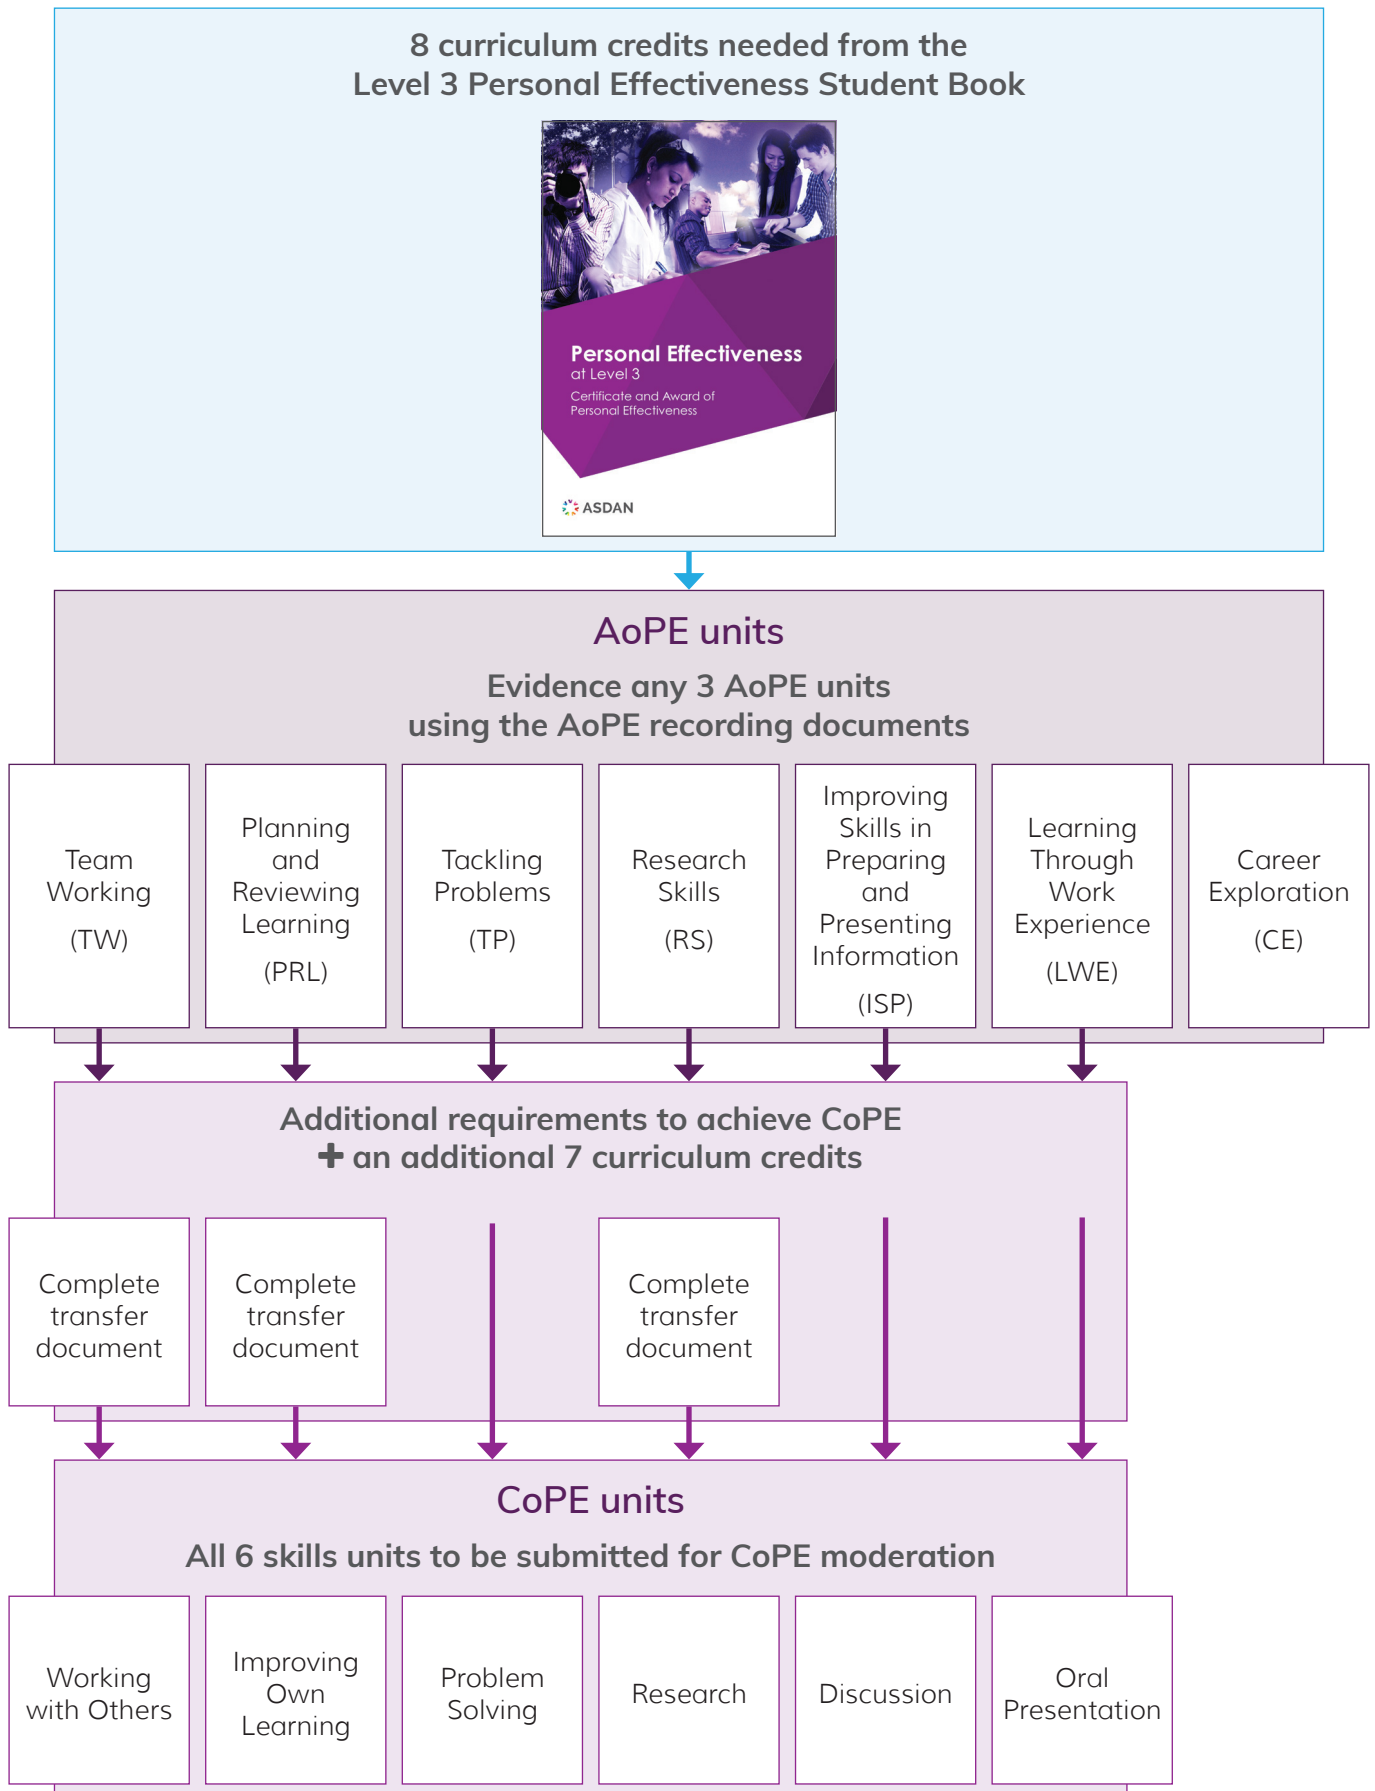 8 curriculum credits needed from the
Level 3 Personal Effectiveness Student Book
Personal Effectiveness
at Level 3
Certificate and Award of
Personal Effectiveness
ASDAN
AoPE units
Evidence any 3 AoPE units
using the AoPE recording documents
Team
Working
(TW)
Planning
and
Reviewing
Learning
(PRL)
Tackling
Problems
(TP)
Research
Skills
(RS)
Improving
Skills in
Preparing
and
Presenting
Information
(ISP)
Learning
Through
Work
Experience
(LWE)
Career
Exploration
(CE)
Additional requirements to achieve CoPE
+ an additional 7 curriculum credits
Complete
transfer
document
Complete
transfer
document
Complete
transfer
document
CoPE units
All 6 skills units to be submitted for CoPE moderation
Working
with Others
Improving
Own
Learning
Problem
Solving
Research
Discussion
Oral
Presentation